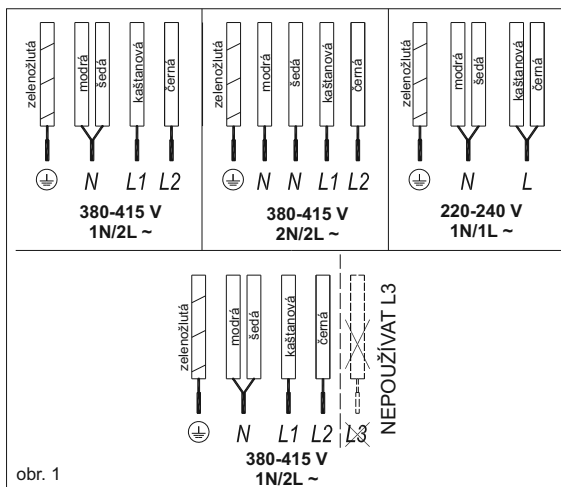 zelenožlutá modrá šedá kaštanová černá
N L1 L2
380-415 V
1N/2L ~
zelenožlutá modrá šedá kaštanová černá
N N L1 L2
380-415 V
2N/2L ~
zelenožlutá modrá šedá kaštanová černá
N L
220-240 V
1N/1L ~
zelenožlutá modrá šedá kaštanová černá
NEPOUŽÍVAT L3
N L1 L2 L3
380-415 V
1N/2L ~
obr. 1